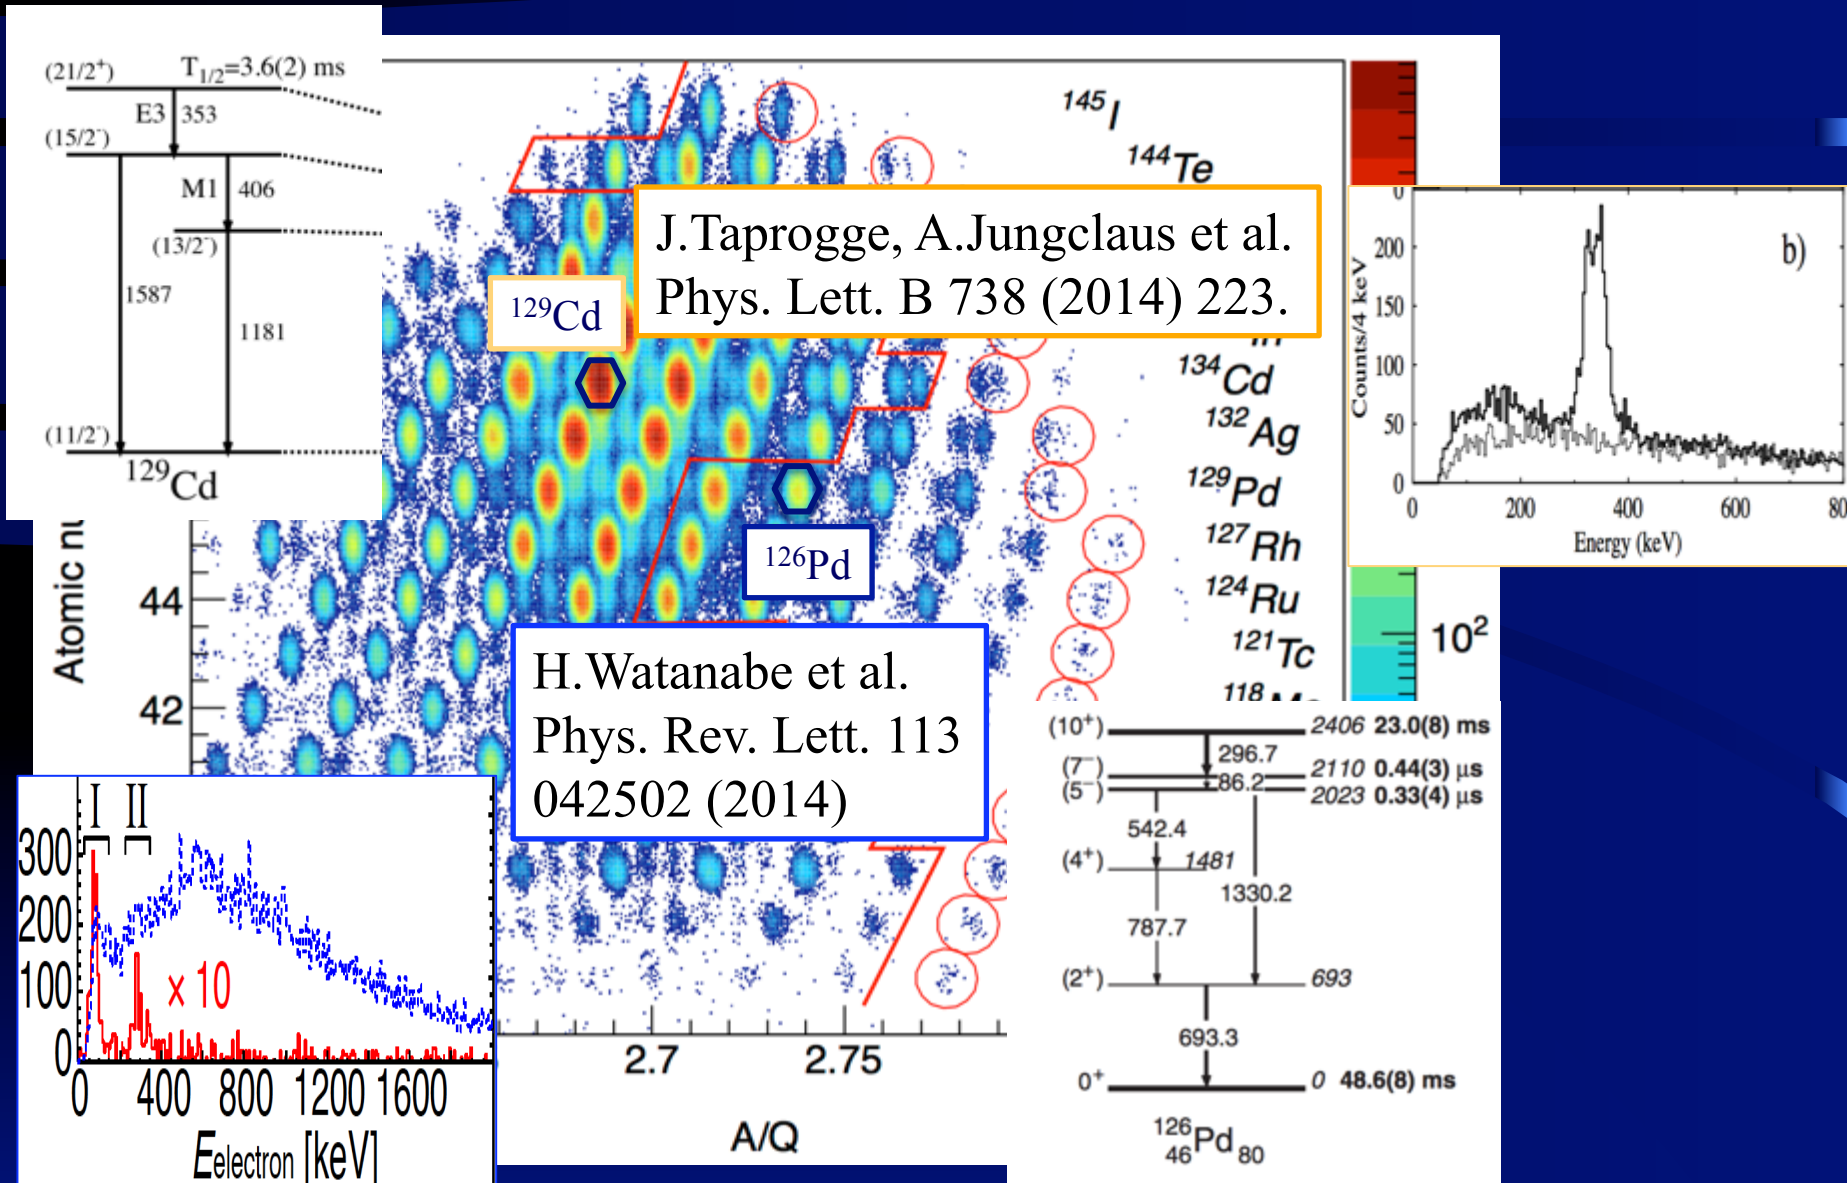 (21/2⁺) T₁/₂=3.6(2) ms
E3 353
(15/2⁻)
M1 406
(13/2⁻)
1587
1181
(11/2⁻)
¹²⁹Cd
¹⁴⁵I
¹⁴⁴Te
J.Taprogge, A.Jungclaus et al.
Phys. Lett. B 738 (2014) 223.
¹²⁹Cd
¹³⁴Cd
¹³²Ag
¹²⁹Pd
¹²⁷Rh
¹²⁴Ru
¹²¹Tc
¹²⁶Pd
H.Watanabe et al.
Phys. Rev. Lett. 113
042502 (2014)
Atomic
44
42
2.7 2.75
A/Q
10²
b)
Counts/4 keV
200
150
100
50
0
0 200 400 600
Energy (keV)
I II
300
200
100
0
× 10
0 400 800 1200 1600
Eelectron [keV]
(10⁺) 2406 23.0(8) ms
296.7
(7⁻) 2110 0.44(3) μs
86.2
(5⁻) 2023 0.33(4) μs
542.4
(4⁺) 1481
1330.2
787.7
(2⁺) 693
693.3
0⁺ 0 48.6(8) ms
¹²⁶₄₆Pd₈₀